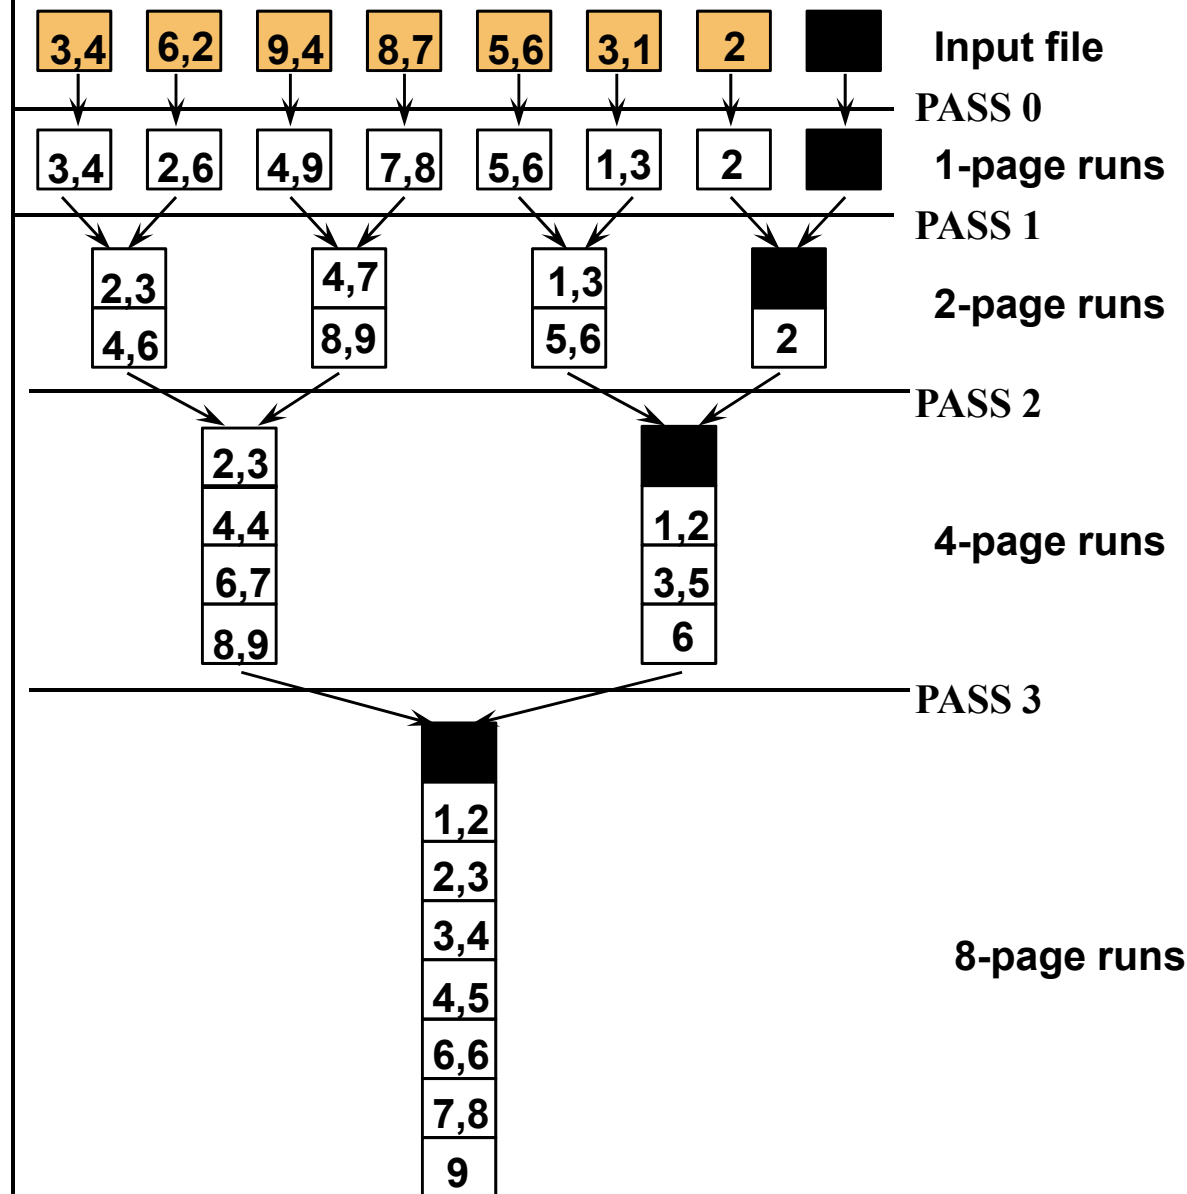 3,4 6,2 9,4 8,7 5,6 3,1 2 Input file
PASS 0
3,4 2,6 4,9 7,8 5,6 1,3 2 1-page runs
PASS 1
2,3 4,7 1,3
2-page runs
4,6 8,9 5,6 2
PASS 2
2,3
4,4 1,2
4-page runs
6,7 3,5
8,9 6
PASS 3
1,2
2,3
3,4
8-page runs
4,5
6,6
7,8
9